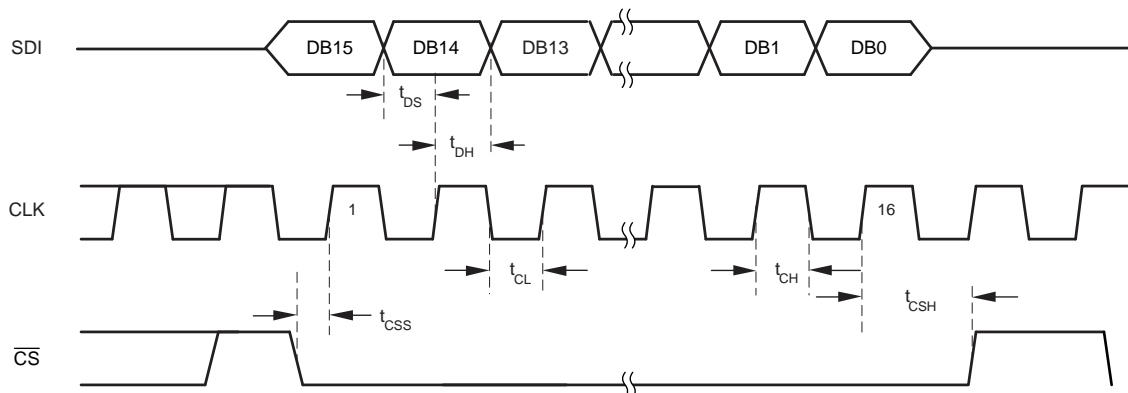 SDI
DB15 DB14 DB13 DB1 DB0
tDS
tDH
CLK
1 16
tCL tCH
tCSH
tCSS
CS